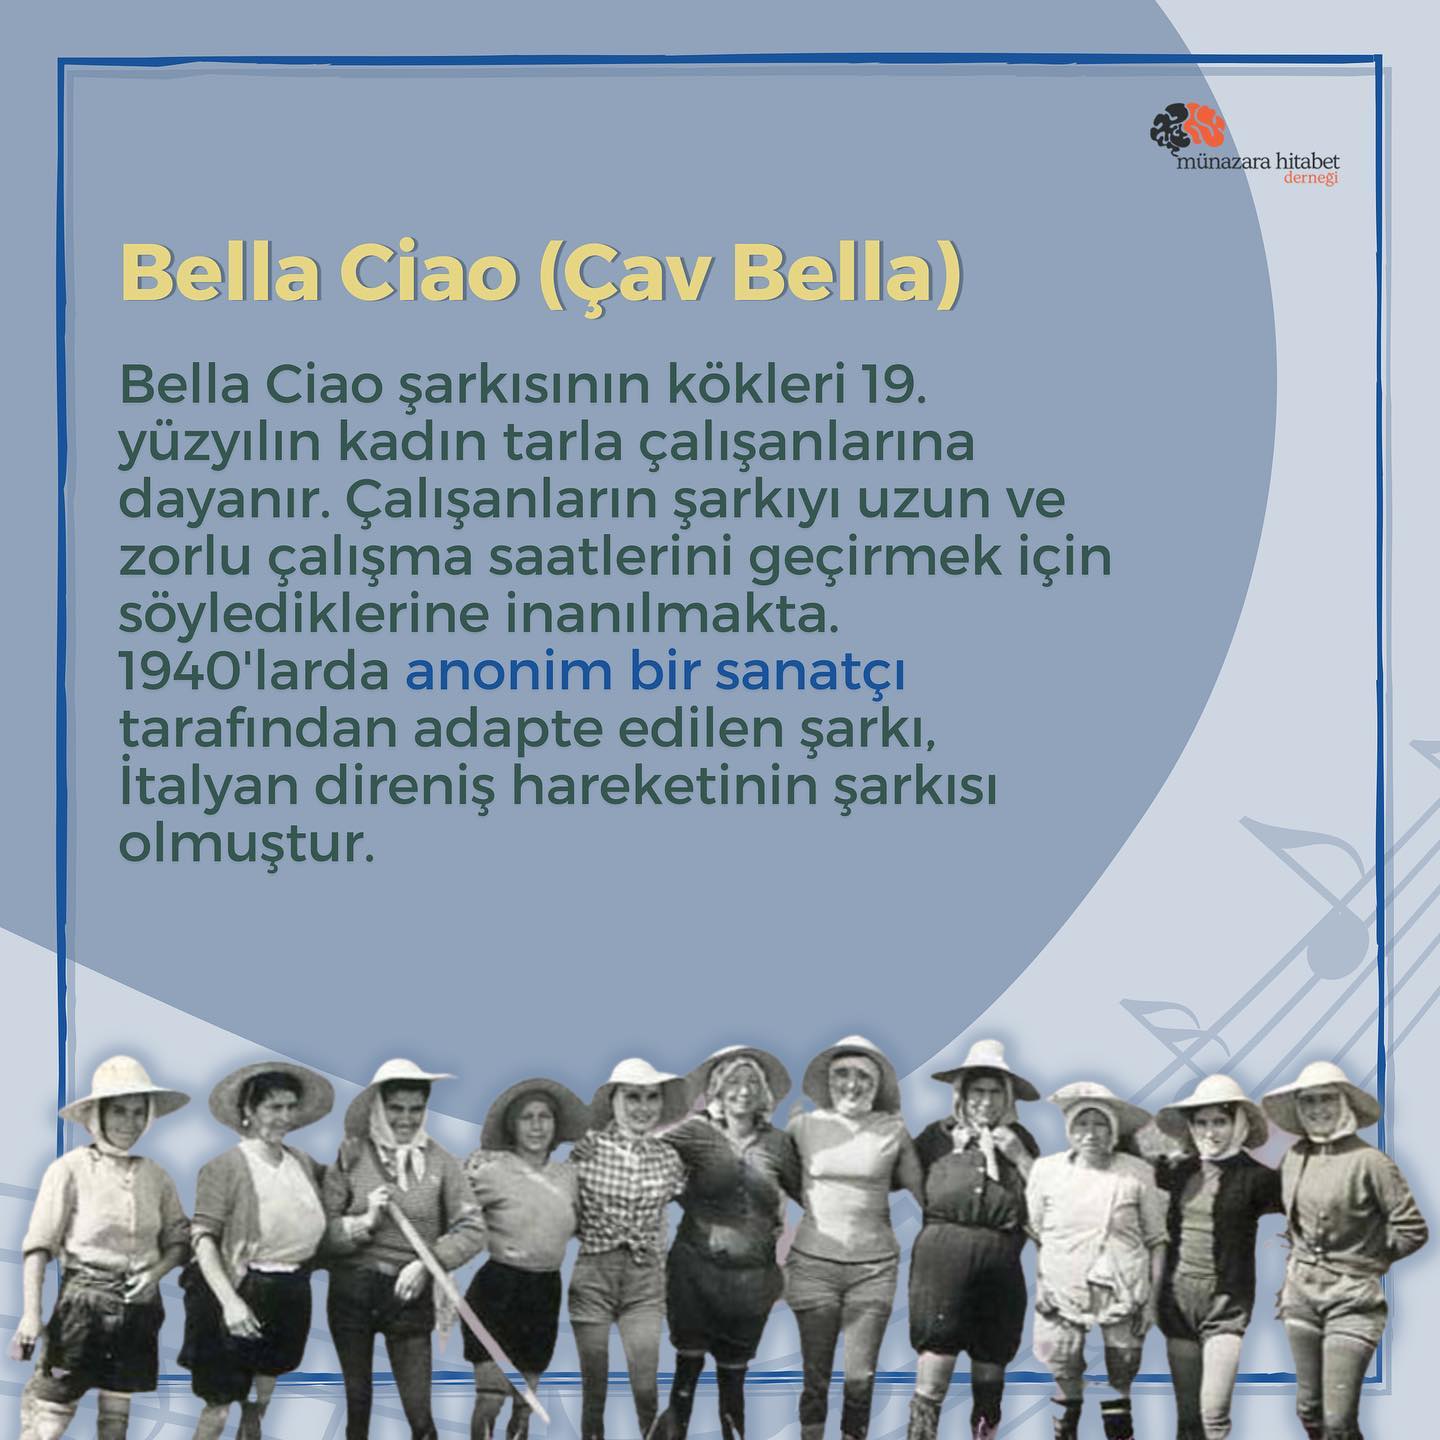 münazara hitabet
derneği
Bella Ciao (Çav Bella)
Bella Ciao şarkısının kökleri 19.
yüzyılın kadın tarla çalışanlarına
dayanır. Çalışanların şarkıyı uzun ve
zorlu çalışma saatlerini geçirmek için
söylediklerine inanılmakta.
1940'larda anonim bir sanatçı
tarafından adapte edilen şarkı,
İtalyan direniş hareketinin şarkısı
olmuştur.